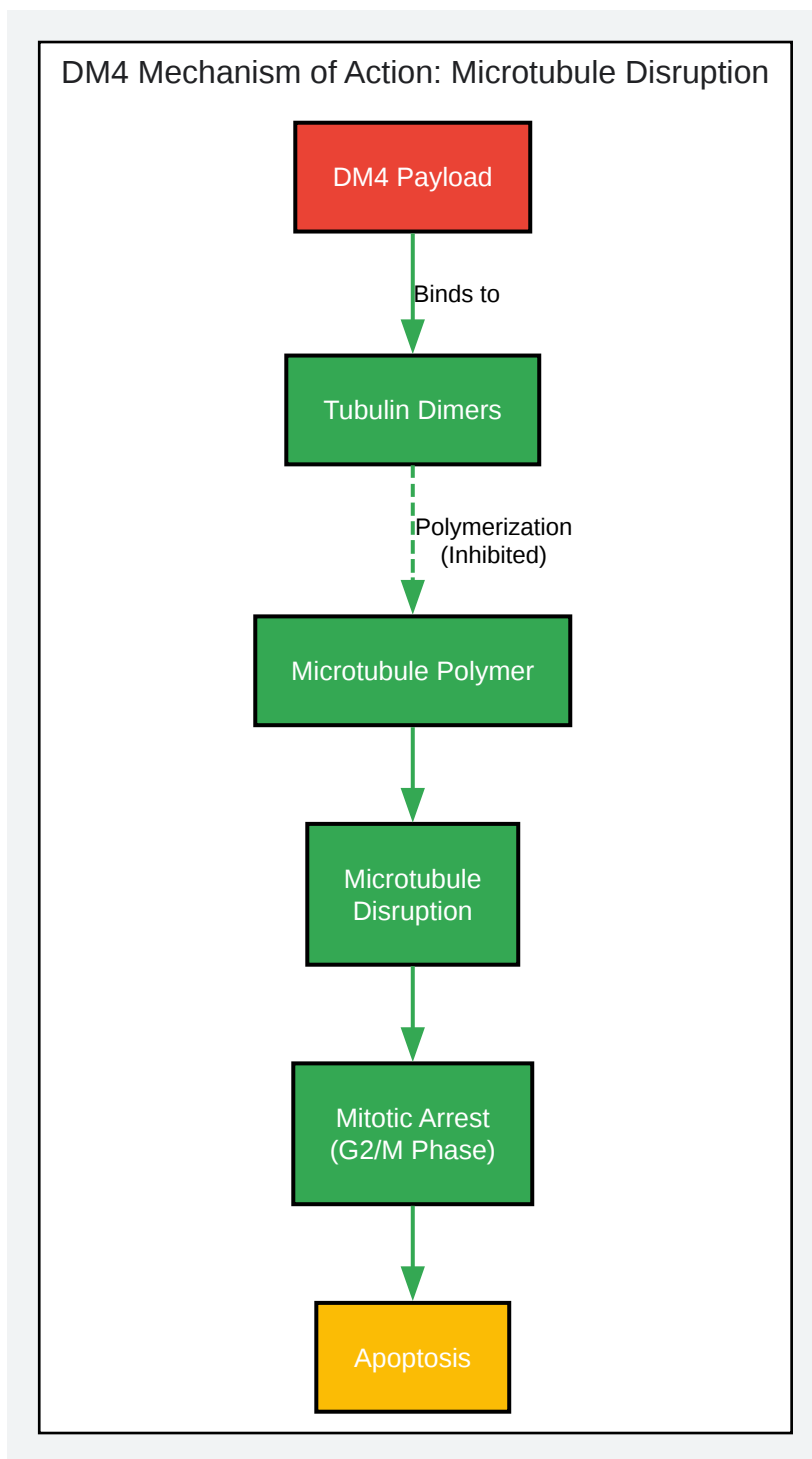 DM4 Mechanism of Action: Microtubule Disruption
DM4 Payload
Binds to
Tubulin Dimers
Polymerization
(Inhibited)
Microtubule Polymer
Microtubule
Disruption
Mitotic Arrest
(G2/M Phase)
Apoptosis